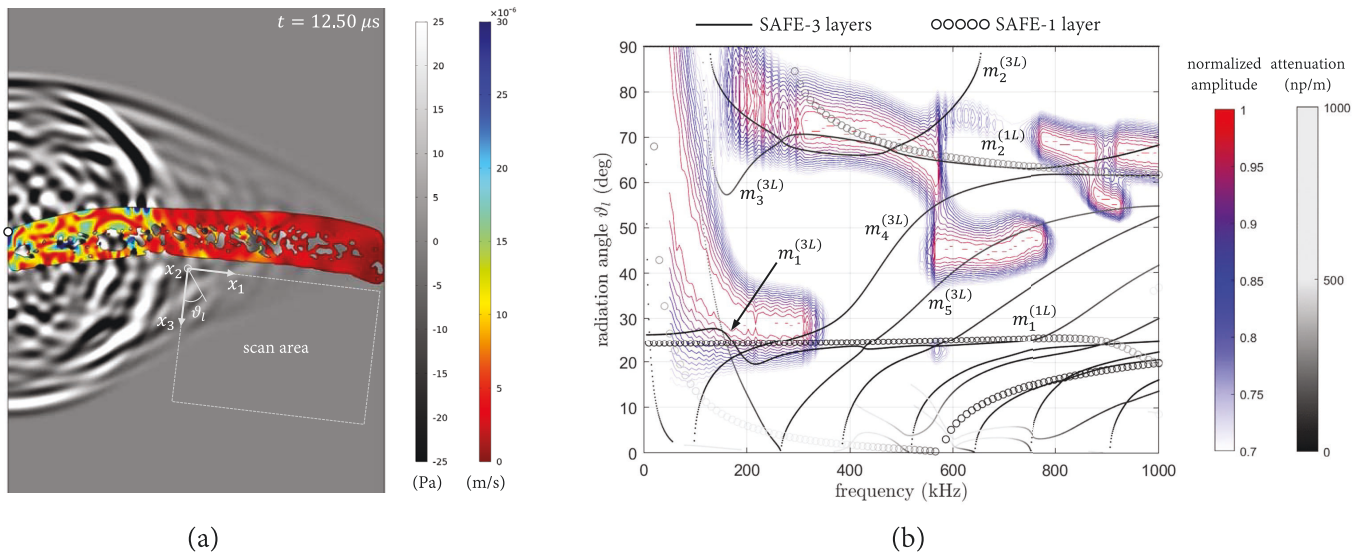 t = 12.50 μs
x₂
x₁
x₃
ϑₗ
scan area
25
20
15
10
5
0
-5
-10
-15
-20
-25
(Pa)
×10⁻⁶
30
25
20
15
10
5
0
(m/s)
(a)
SAFE-3 layers
SAFE-1 layer
radiation angle ϑₗ (deg)
90
80
70
60
50
40
30
20
10
0
0 200 400 600 800 1000
frequency (kHz)
m₂⁽³ᴸ⁾
m₂⁽¹ᴸ⁾
m₃⁽³ᴸ⁾
m₄⁽³ᴸ⁾
m₁⁽³ᴸ⁾
m₅⁽³ᴸ⁾
m₁⁽¹ᴸ⁾
normalized
amplitude
1
0.95
0.9
0.85
0.8
0.75
0.7
attenuation
(np/m)
1000
500
0
(b)